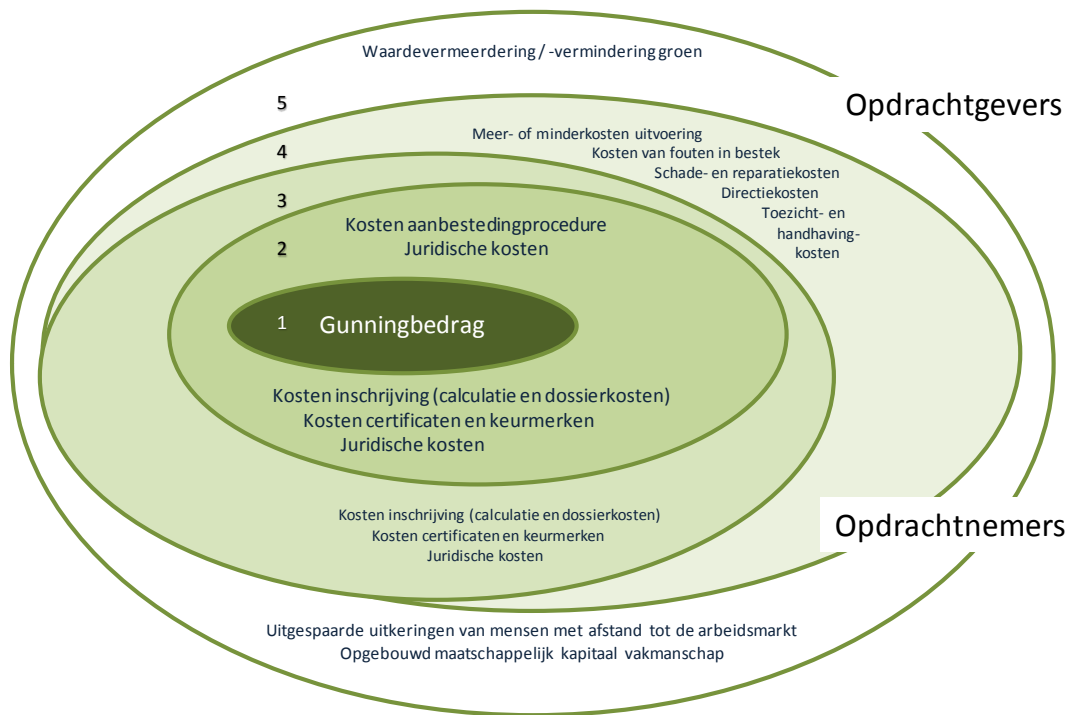 Waardevermeerdering / -vermindering groen
5
Opdrachtgevers
Meer- of minderkosten uitvoering
4
Kosten van fouten in bestek
Schade- en reparatiekosten
Directiekosten
3
Toezicht- en
handhaving-
kosten
Kosten aanbestedingprocedure
2
Juridische kosten
1
Gunningbedrag
Kosten inschrijving (calculatie en dossierkosten)
Kosten certificaten en keurmerken
Juridische kosten
Kosten inschrijving (calculatie en dossierkosten)
Kosten certificaten en keurmerken
Juridische kosten
Opdrachtnemers
Uitgespaarde uitkeringen van mensen met afstand tot de arbeidsmarkt
Opgebouwd maatschappelijk kapitaal vakmanschap